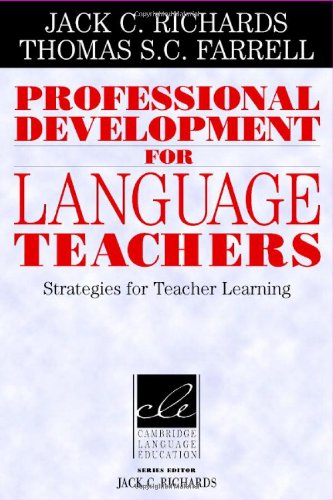 JACK C. RICHARDS
THOMAS S.C. FARRELL
PROFESSIONAL
DEVELOPMENT
FOR
LANGUAGE
TEACHERS
Strategies for Teacher Learning
cle
CAMBRIDGE
LANGUAGE
EDUCATION
SERIES EDITOR
JACK C. RICHARDS